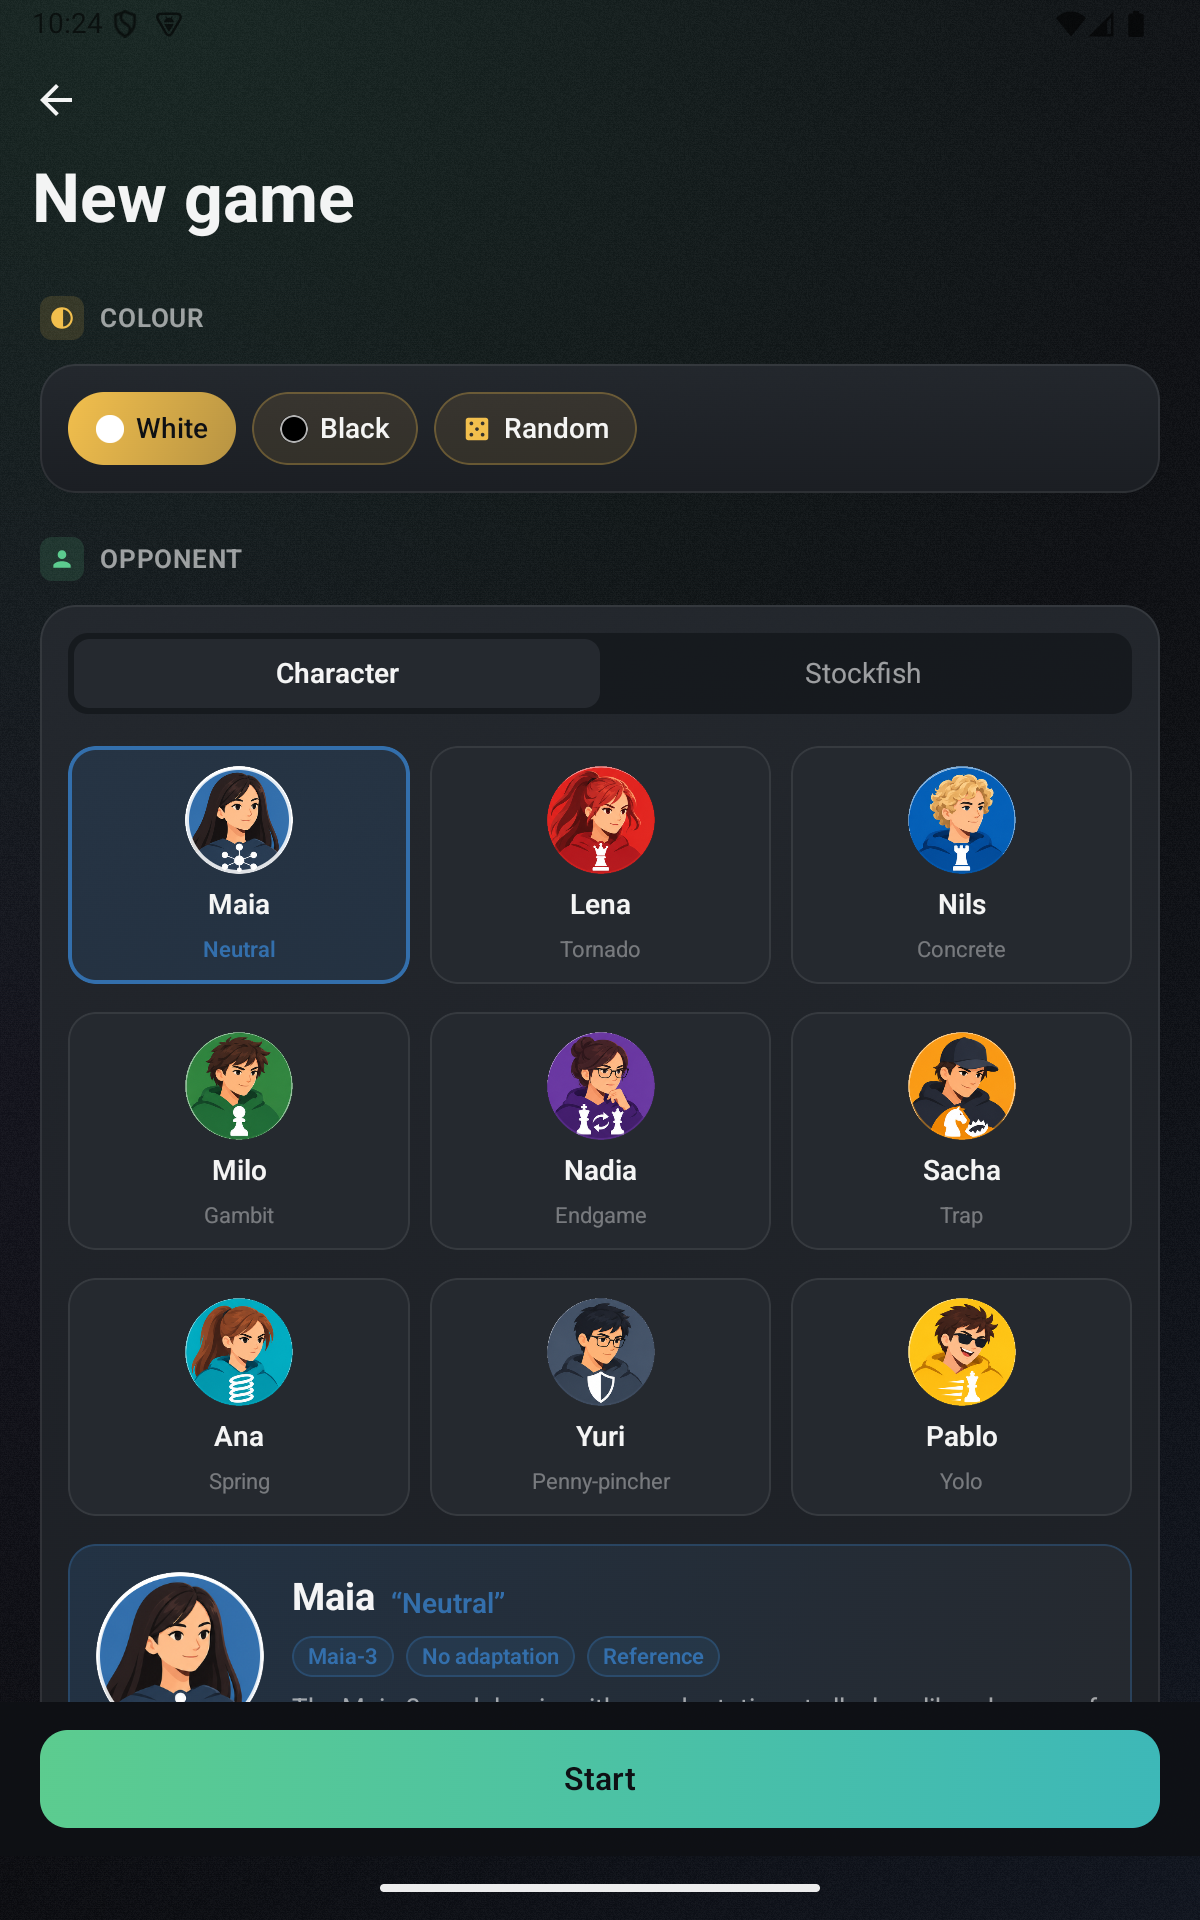 10:24
New game
COLOUR
White
Black
Random
OPPONENT
Character
Stockfish
Maia
Neutral
Lena
Tornado
Nils
Concrete
Milo
Gambit
Nadia
Endgame
Sacha
Trap
Ana
Spring
Yuri
Penny-pincher
Pablo
Yolo
Maia “Neutral”
Maia-3
No adaptation
Reference
Start